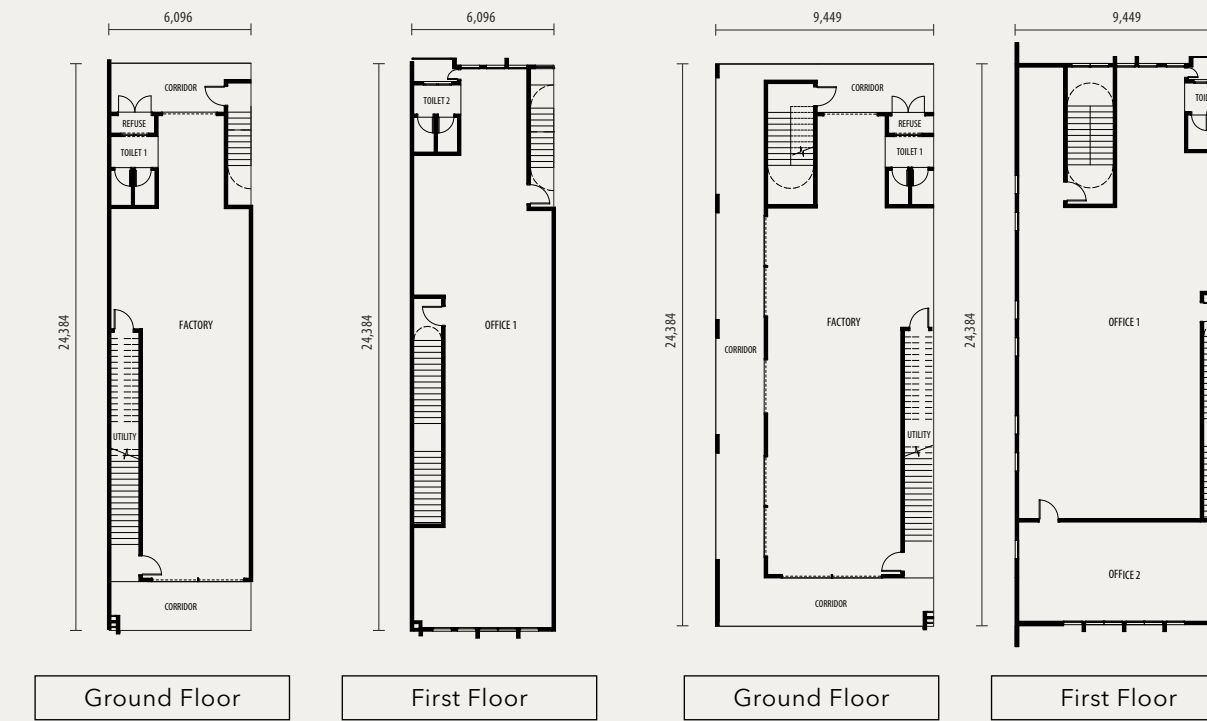 6,096
24,384
CORRIDOR
REFUSE
TOILET 1
FACTORY
UTILITY
CORRIDOR
Ground Floor
6,096
24,384
TOILET 2
OFFICE 1
First Floor
9,449
24,384
CORRIDOR
REFUSE
TOILET 1
FACTORY
CORRIDOR
UTILITY
CORRIDOR
Ground Floor
9,449
24,384
OFFICE 1
OFFICE 2
First Floor